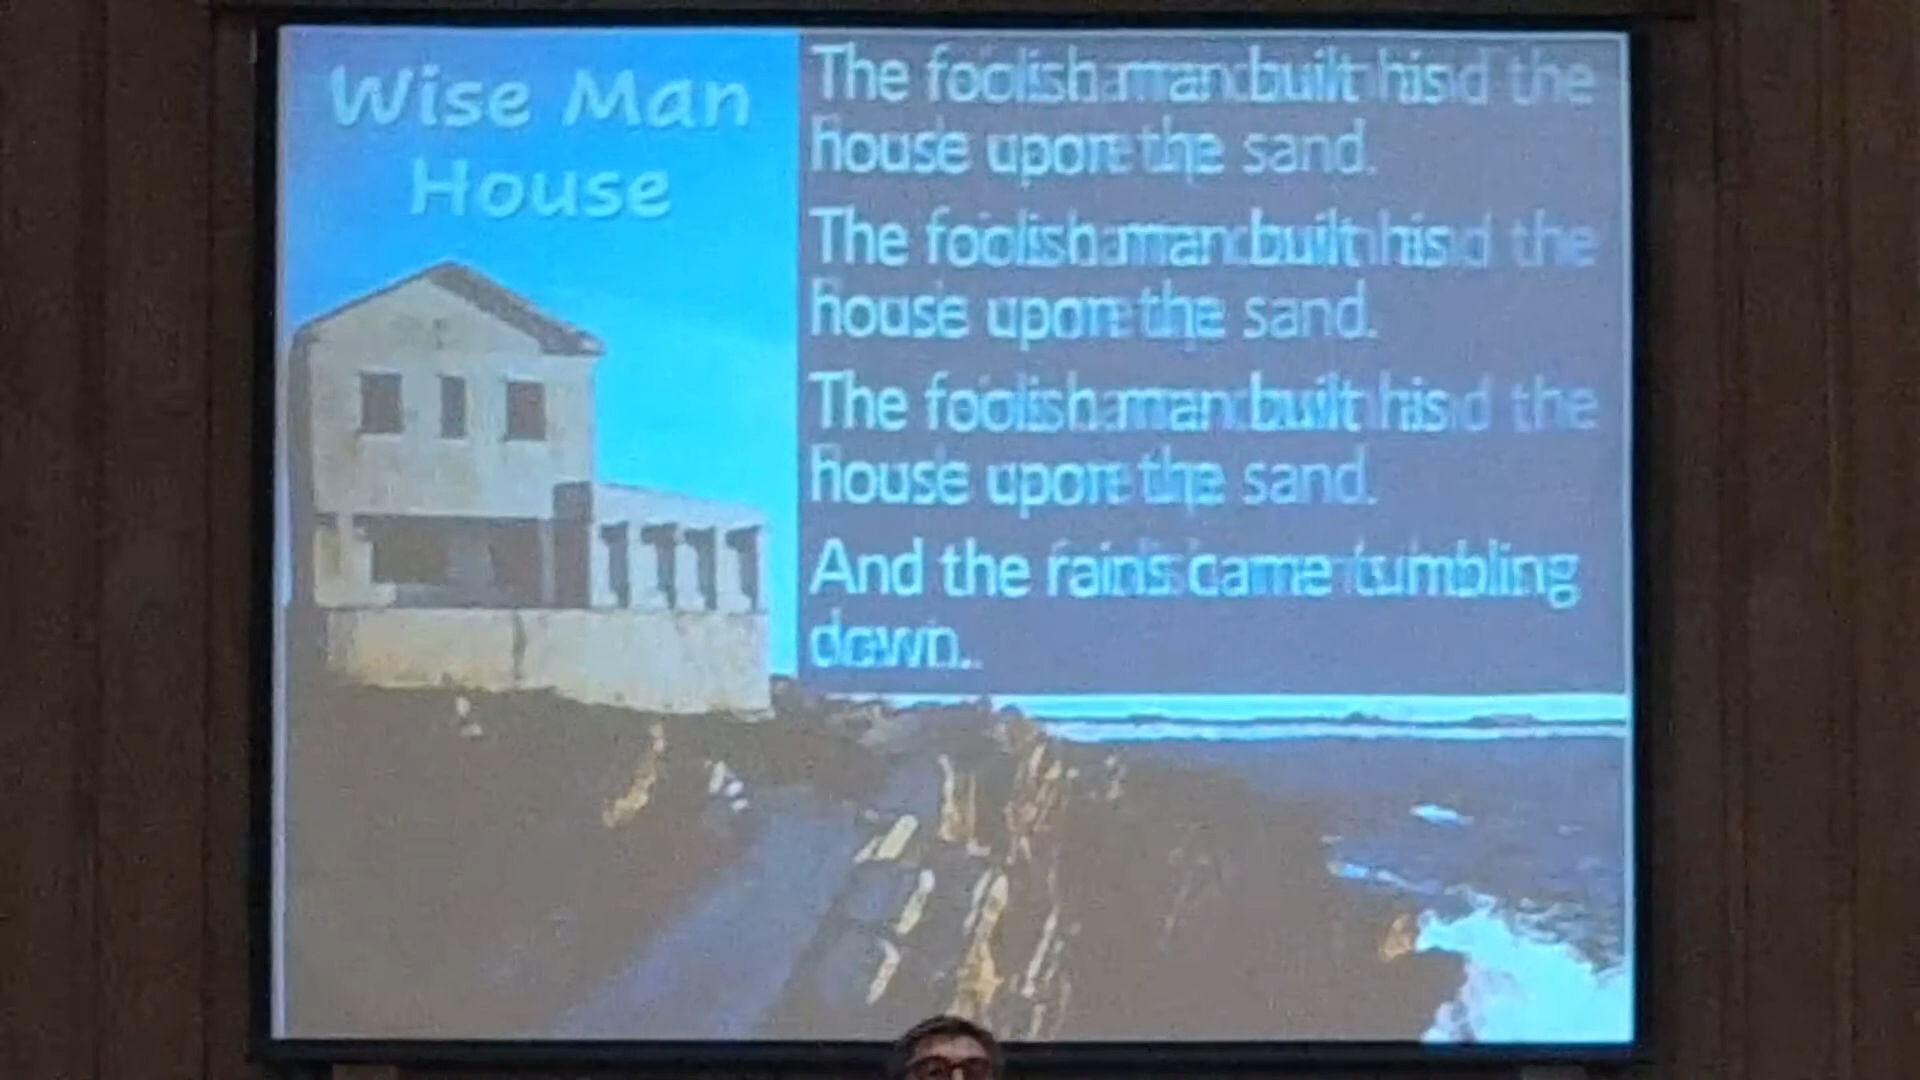 Wise Man
House
The foolish man built his
house upon the sand.
The foolish man built his
house upon the sand.
The foolish man built his
house upon the sand.
And the rains came tumbling
down.